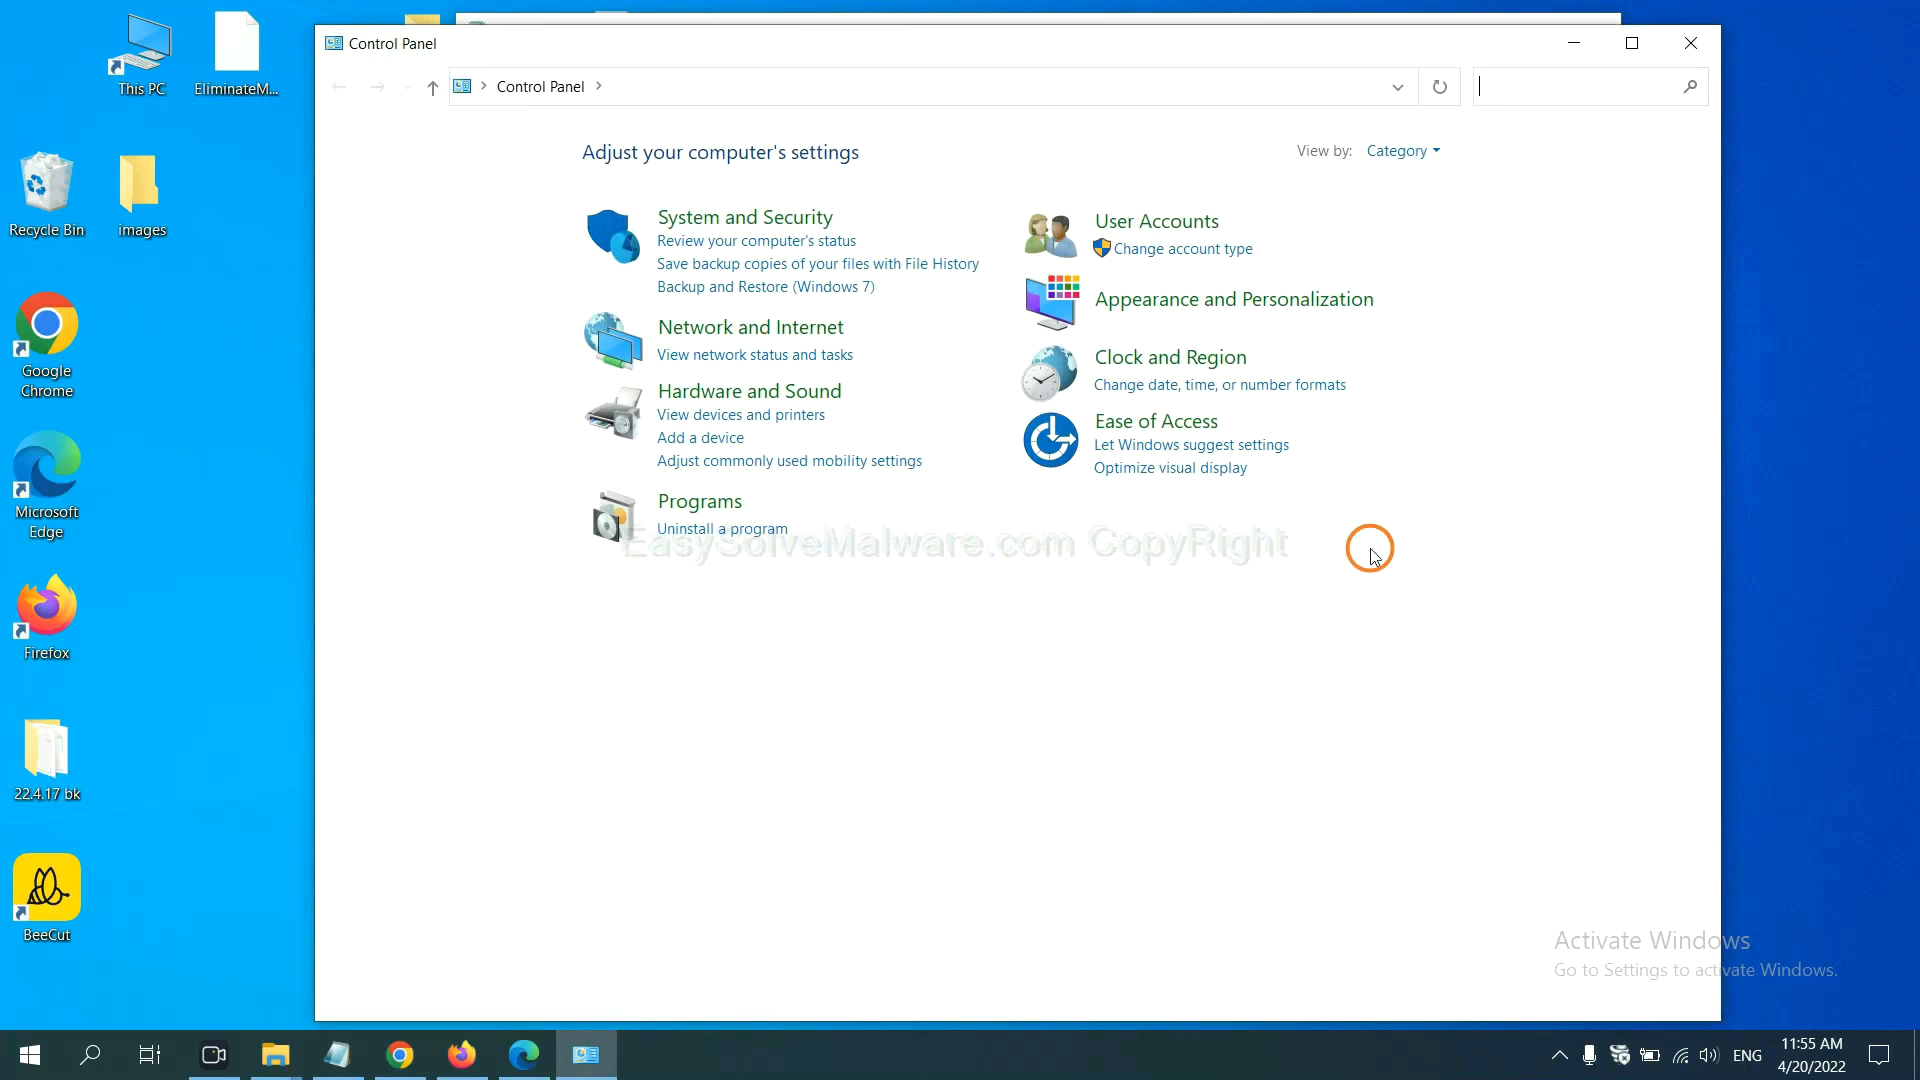 This PC
EliminateM...
Recycle Bin
images
Google
Chrome
Microsoft
Edge
Firefox
22.4.17 bk
BeeCut
Control Panel
Control Panel
Adjust your computer's settings
View by: Category
System and Security
Review your computer's status
Save backup copies of your files with File History
Backup and Restore (Windows 7)
Network and Internet
View network status and tasks
Hardware and Sound
View devices and printers
Add a device
Adjust commonly used mobility settings
Programs
Uninstall a program
User Accounts
Change account type
Appearance and Personalization
Clock and Region
Change date, time, or number formats
Ease of Access
Let Windows suggest settings
Optimize visual display
EasySolveMalware.com CopyRight
Activate Windows
Go to Settings to activate Windows.
ENG
11:55 AM
4/20/2022